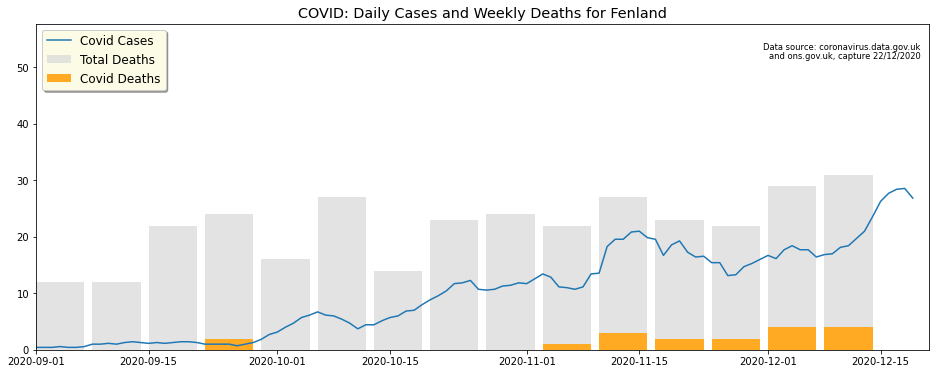 COVID: Daily Cases and Weekly Deaths for Fenland
Covid Cases
Total Deaths
Covid Deaths
Data source: coronavirus.data.gov.uk
and ons.gov.uk, capture 22/12/2020
50
40
30
20
10
0
2020-09-01 2020-09-15 2020-10-01 2020-10-15 2020-11-01 2020-11-15 2020-12-01 2020-12-15